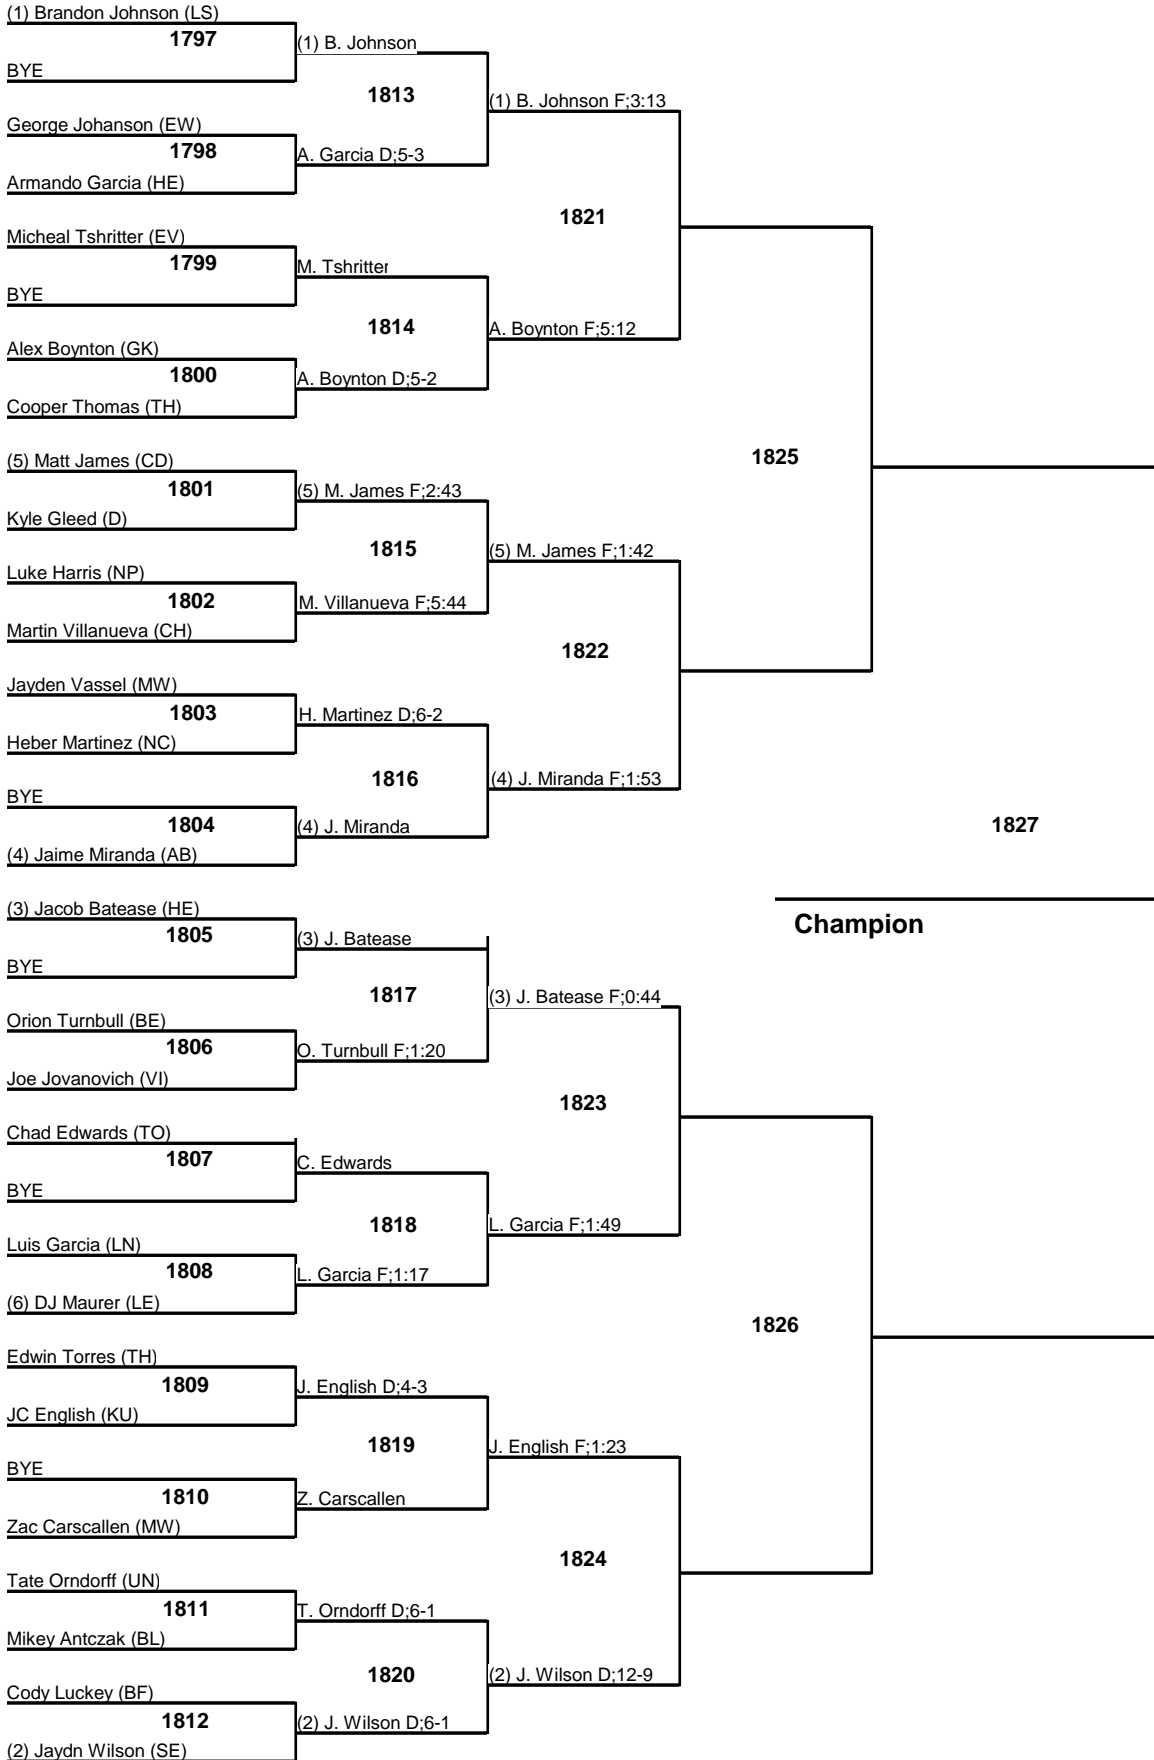 (1) Brandon Johnson (LS)
1797
(1) B. Johnson
BYE
1813
(1) B. Johnson F;3:13
George Johanson (EW)
1798
A. Garcia D;5-3
Armando Garcia (HE)
1821
Micheal Tshritter (EV)
1799
M. Tshritter
BYE
1814
A. Boynton F;5:12
Alex Boynton (GK)
1800
A. Boynton D;5-2
Cooper Thomas (TH)
1825
(5) Matt James (CD)
1801
(5) M. James F;2:43
Kyle Gleed (D)
1815
(5) M. James F;1:42
Luke Harris (NP)
1802
M. Villanueva F;5:44
Martin Villanueva (CH)
1822
Jayden Vassel (MW)
1803
H. Martinez D;6-2
Heber Martinez (NC)
1816
(4) J. Miranda F;1:53
BYE
1804
(4) J. Miranda
1827
(4) Jaime Miranda (AB)
(3) Jacob Batease (HE)
Champion
1805
(3) J. Batease
BYE
1817
(3) J. Batease F;0:44
Orion Turnbull (BE)
1806
O. Turnbull F;1:20
Joe Jovanovich (VI)
1823
Chad Edwards (TO)
1807
C. Edwards
BYE
1818
L. Garcia F;1:49
Luis Garcia (LN)
1808
L. Garcia F;1:17
(6) DJ Maurer (LE)
1826
Edwin Torres (TH)
1809
J. English D;4-3
JC English (KU)
1819
J. English F;1:23
BYE
1810
Z. Carscallen
Zac Carscallen (MW)
1824
Tate Orndorff (UN)
1811
T. Orndorff D;6-1
Mikey Antczak (BL)
1820
(2) J. Wilson D;12-9
Cody Luckey (BF)
1812
(2) J. Wilson D;6-1
(2) Jaydn Wilson (SE)